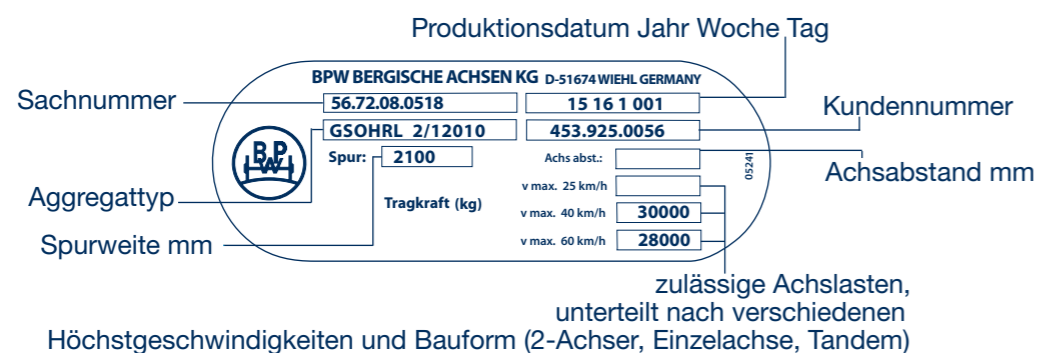 Produktionsdatum Jahr Woche Tag
BPW BERGISCHE ACHSEN KG D-51674 WIEHL GERMANY
Sachnummer 56.72.08.0518 15 16 1 001 Kundennummer
GSOHRL 2/12010 453.925.0056
BPW Spur: 2100 Achs abst.: 05241 Achsabstand mm
Aggregattyp v max. 25 km/h
Tragkraft (kg) v max. 40 km/h 30000
Spurweite mm v max. 60 km/h 28000
zulässige Achslasten,
unterteilt nach verschiedenen
Höchstgeschwindigkeiten und Bauform (2-Achser, Einzelachse, Tandem)